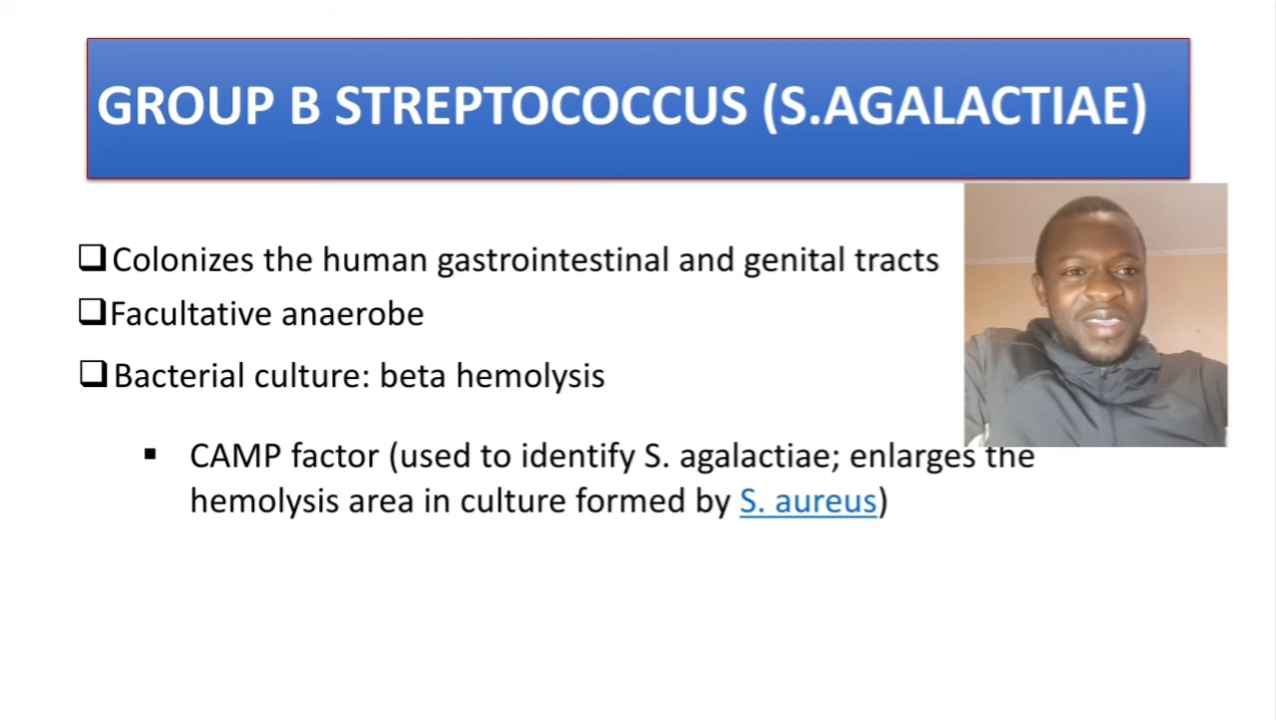 GROUP B STREPTOCOCCUS (S.AGALACTIAE)
Colonizes the human gastrointestinal and genital tracts
Facultative anaerobe
Bacterial culture: beta hemolysis
CAMP factor (used to identify S. agalactiae; enlarges the
hemolysis area in culture formed by S. aureus)